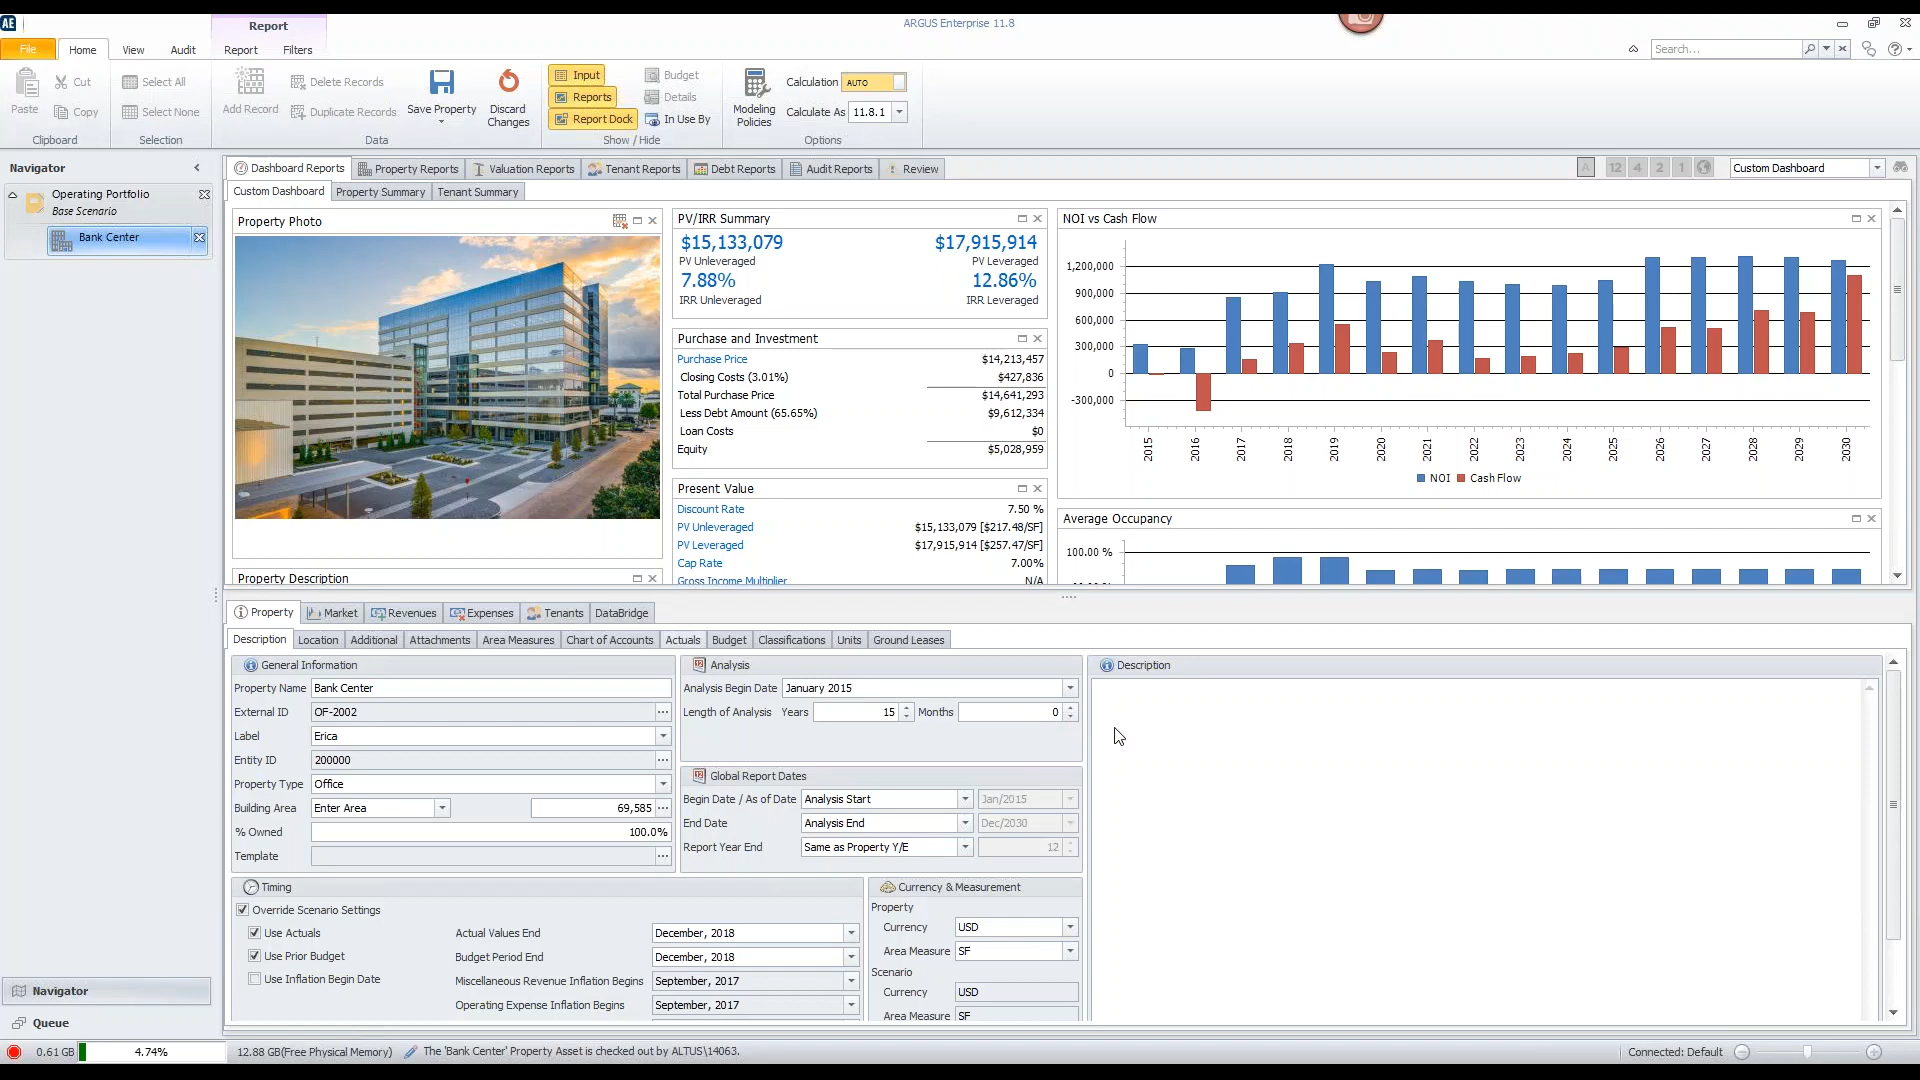 AE
Report
ARGUS Enterprise 11.8
File
Home
View
Audit
Report
Filters
Search...
Paste
Cut
Copy
Clipboard
Select All
Select None
Selection
Add Record
Delete Records
Duplicate Records
Save Property
Discard Changes
Data
Input
Reports
Report Dock
Budget
Details
In Use By
Show / Hide
Modeling Policies
Calculation AUTO
Calculate As 11.8.1
Options
Navigator
Operating Portfolio
Base Scenario
Bank Center
Dashboard Reports
Property Reports
Valuation Reports
Tenant Reports
Debt Reports
Audit Reports
Review
A 12 4 2 1
Custom Dashboard
Custom Dashboard
Property Summary
Tenant Summary
Property Photo
Property Description
PV/IRR Summary
$15,133,079 $17,915,914
PV Unleveraged PV Leveraged
7.88% 12.86%
IRR Unleveraged IRR Leveraged
Purchase and Investment
Purchase Price $14,213,457
Closing Costs (3.01%) $427,836
Total Purchase Price $14,641,293
Less Debt Amount (65.65%) $9,612,334
Loan Costs $0
Equity $5,028,959
Present Value
Discount Rate 7.50 %
PV Unleveraged $15,133,079 [$217.48/SF]
PV Leveraged $17,915,914 [$257.47/SF]
Cap Rate 7.00%
Gross Income Multiplier N/A
NOI vs Cash Flow
1,200,000
900,000
600,000
300,000
0
-300,000
2015 2016 2017 2018 2019 2020 2021 2022 2023 2024 2025 2026 2027 2028 2029 2030
NOI Cash Flow
Average Occupancy
100.00 %
Property
Market
Revenues
Expenses
Tenants
DataBridge
Description
Location
Additional
Attachments
Area Measures
Chart of Accounts
Actuals
Budget
Classifications
Units
Ground Leases
General Information
Property Name Bank Center
External ID OF-2002
Label Erica
Entity ID 200000
Property Type Office
Building Area Enter Area 69,585
% Owned 100.0%
Template
Analysis
Analysis Begin Date January 2015
Length of Analysis Years 15 Months 0
Global Report Dates
Begin Date / As of Date Analysis Start Jan/2015
End Date Analysis End Dec/2030
Report Year End Same as Property Y/E 12
Description
Timing
Override Scenario Settings
Use Actuals Actual Values End December, 2018
Use Prior Budget Budget Period End December, 2018
Use Inflation Begin Date Miscellaneous Revenue Inflation Begins September, 2017
Operating Expense Inflation Begins September, 2017
Currency & Measurement
Property
Currency USD
Area Measure SF
Scenario
Currency USD
Area Measure SF
Navigator
Queue
0.61 GB 4.74% 12.88 GB(Free Physical Memory) The 'Bank Center' Property Asset is checked out by ALTUS\14063. Connected: Default